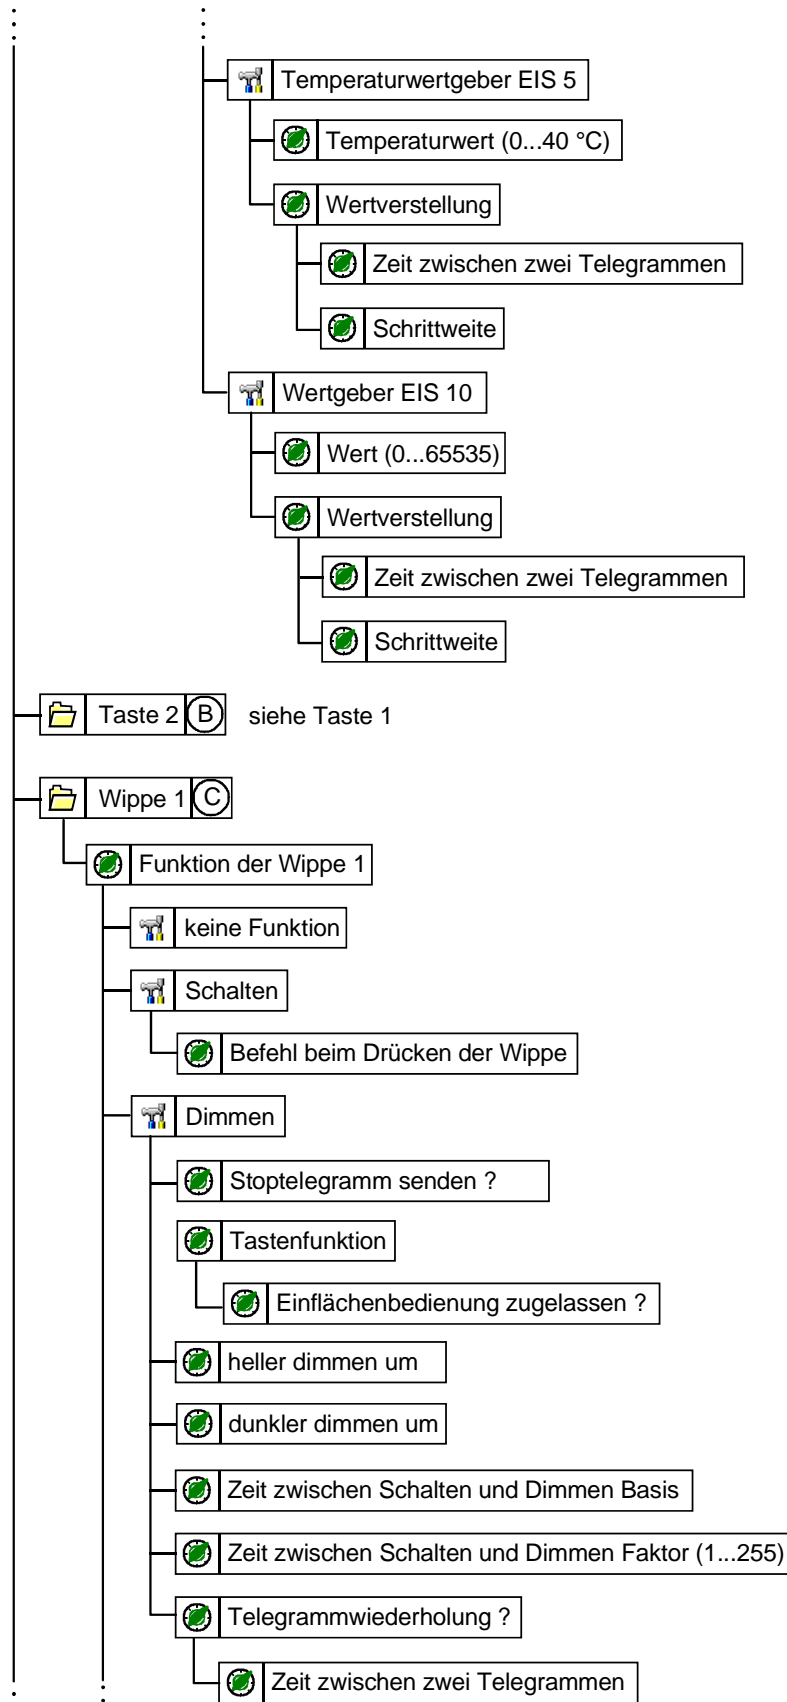 Temperaturwertgeber EIS 5
Temperaturwert (0...40 °C)
Wertverstellung
Zeit zwischen zwei Telegrammen
Schrittweite
Wertgeber EIS 10
Wert (0...65535)
Wertverstellung
Zeit zwischen zwei Telegrammen
Schrittweite
Taste 2 B siehe Taste 1
Wippe 1 C
Funktion der Wippe 1
keine Funktion
Schalten
Befehl beim Drücken der Wippe
Dimmen
Stoptelegramm senden ?
Tastenfunktion
Einflächenbedienung zugelassen ?
heller dimmen um
dunkler dimmen um
Zeit zwischen Schalten und Dimmen Basis
Zeit zwischen Schalten und Dimmen Faktor (1...255)
Telegrammwiederholung ?
Zeit zwischen zwei Telegrammen